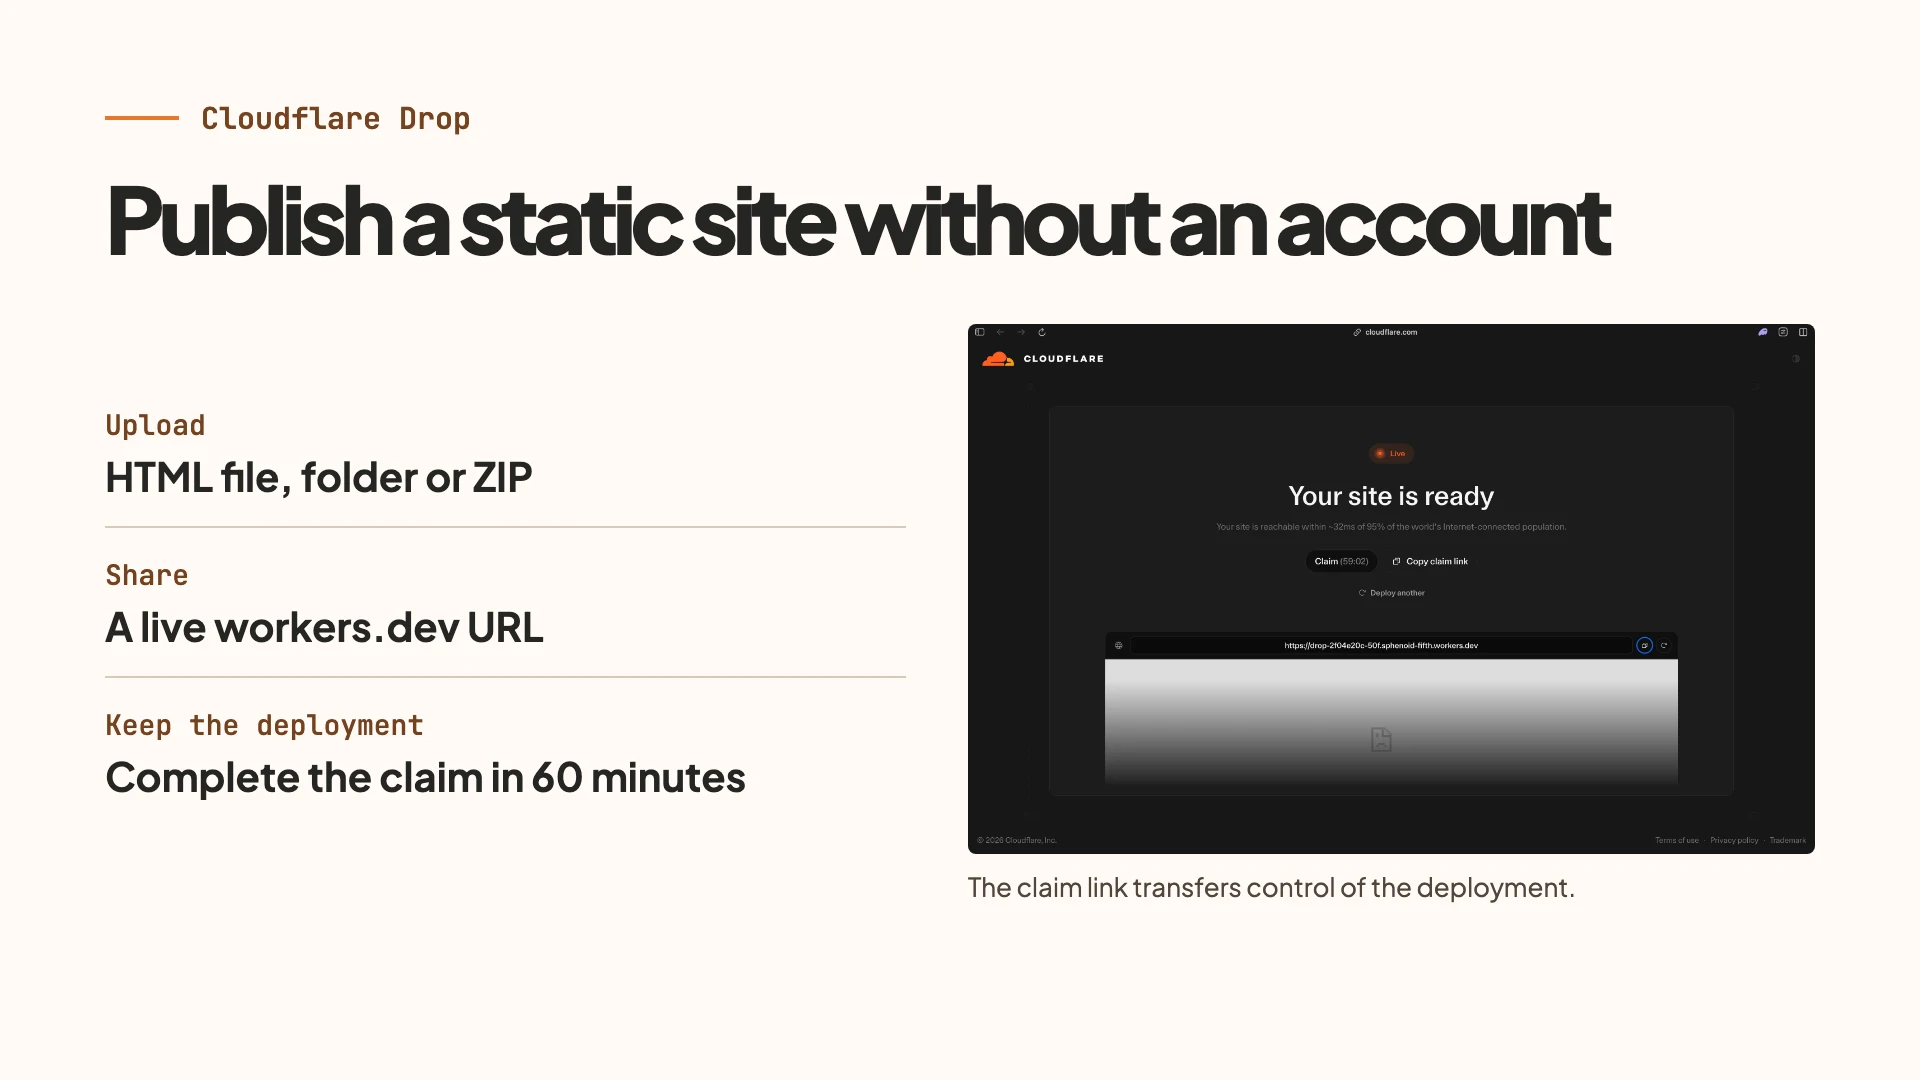 Cloudflare Drop
Publish a static site without an account
Upload
HTML file, folder or ZIP
Share
A live workers.dev URL
Keep the deployment
Complete the claim in 60 minutes
cloudflare.com
CLOUDFLARE
Live
Your site is ready
Your site is reachable within ~32ms of 95% of the world's Internet-connected population.
Claim (59:02) Copy claim link
Deploy another
https://drop-2f04e20c-50f.sphenoid-fifth.workers.dev
© 2026 Cloudflare, Inc.
Terms of use · Privacy policy · Trademark
The claim link transfers control of the deployment.